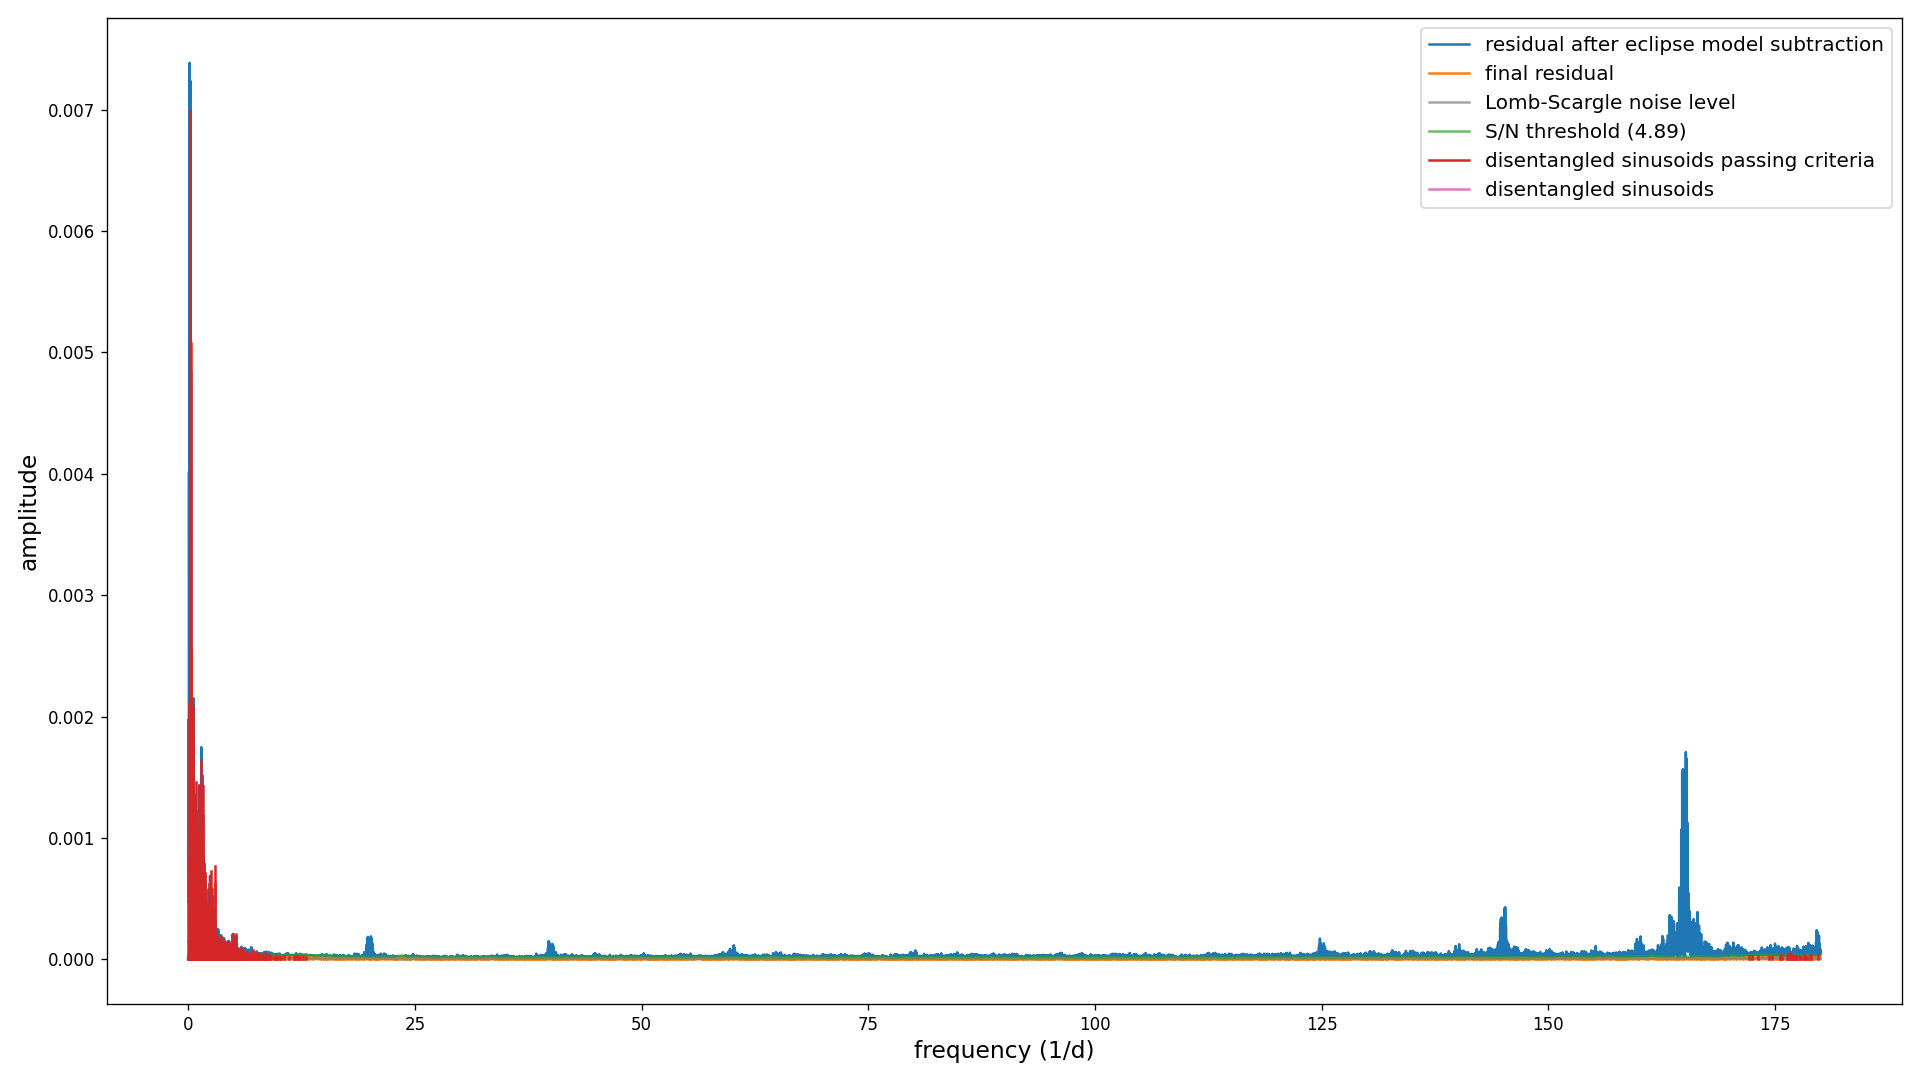 residual after eclipse model subtraction
final residual
Lomb-Scargle noise level
S/N threshold (4.89)
disentangled sinusoids passing criteria
disentangled sinusoids
0.007
0.006
0.005
0.004
0.003
0.002
0.001
0.000
amplitude
0 25 50 75 100 125 150 175
frequency (1/d)